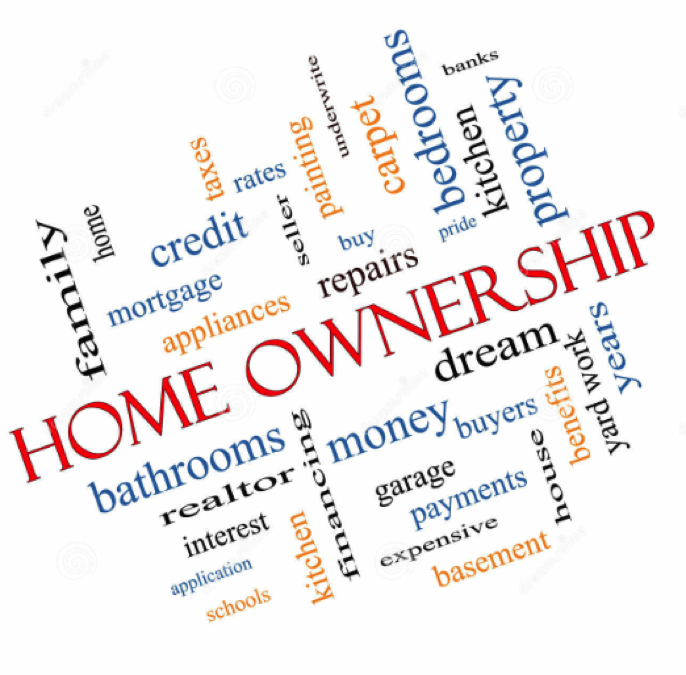 bedrooms
banks
underwrite
carpet
property
kitchen
painting
taxes
rates
seller
home
family
credit
buy
pride
repairs
mortgage
appliances
HOME OWNERSHIP
dream
years
yard work
benefits
buyers
money
financing
bathrooms
realtor
garage
house
payments
interest
kitchen
expensive
basement
application
schools